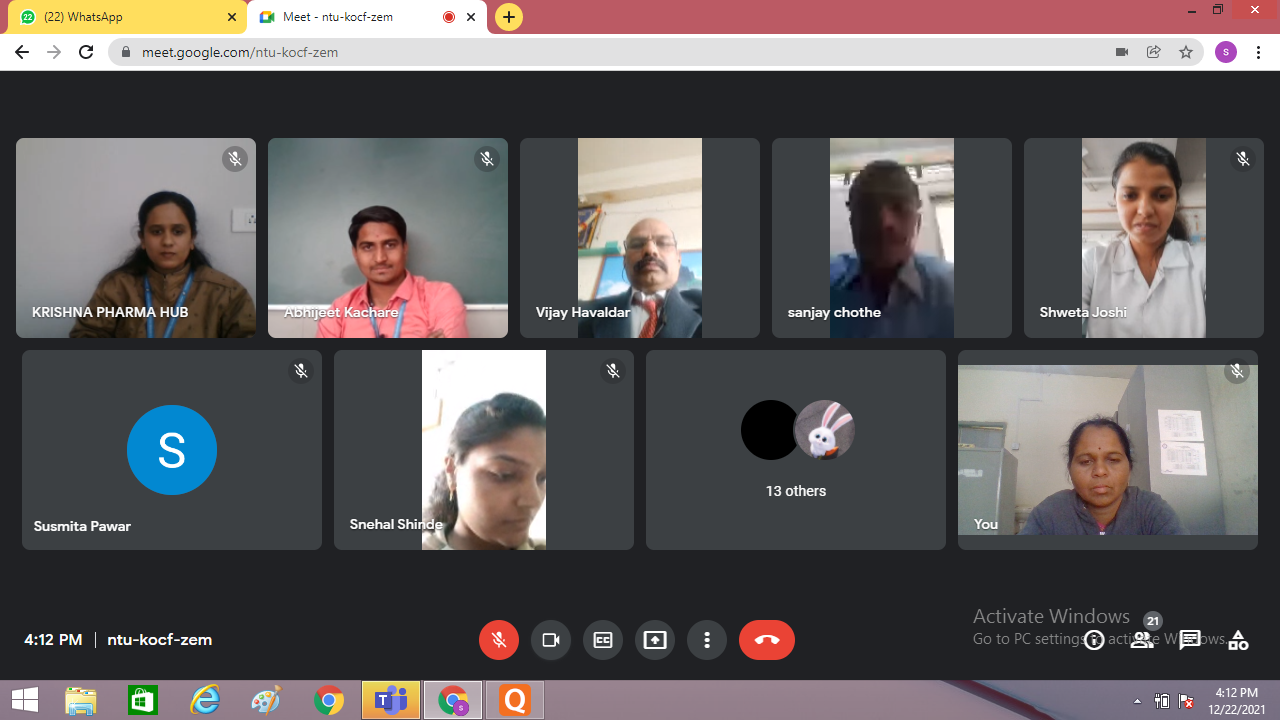 (22) WhatsApp
Meet - ntu-kocf-zem
meet.google.com/ntu-kocf-zem
S
KRISHNA PHARMA HUB
Abhijeet Kachare
Vijay Havaldar
sanjay chothe
Shweta Joshi
S
Susmita Pawar
Snehal Shinde
13 others
You
Activate Windows
Go to PC settings to activate Windows.
21
4:12 PM | ntu-kocf-zem
CC
4:12 PM
12/22/2021